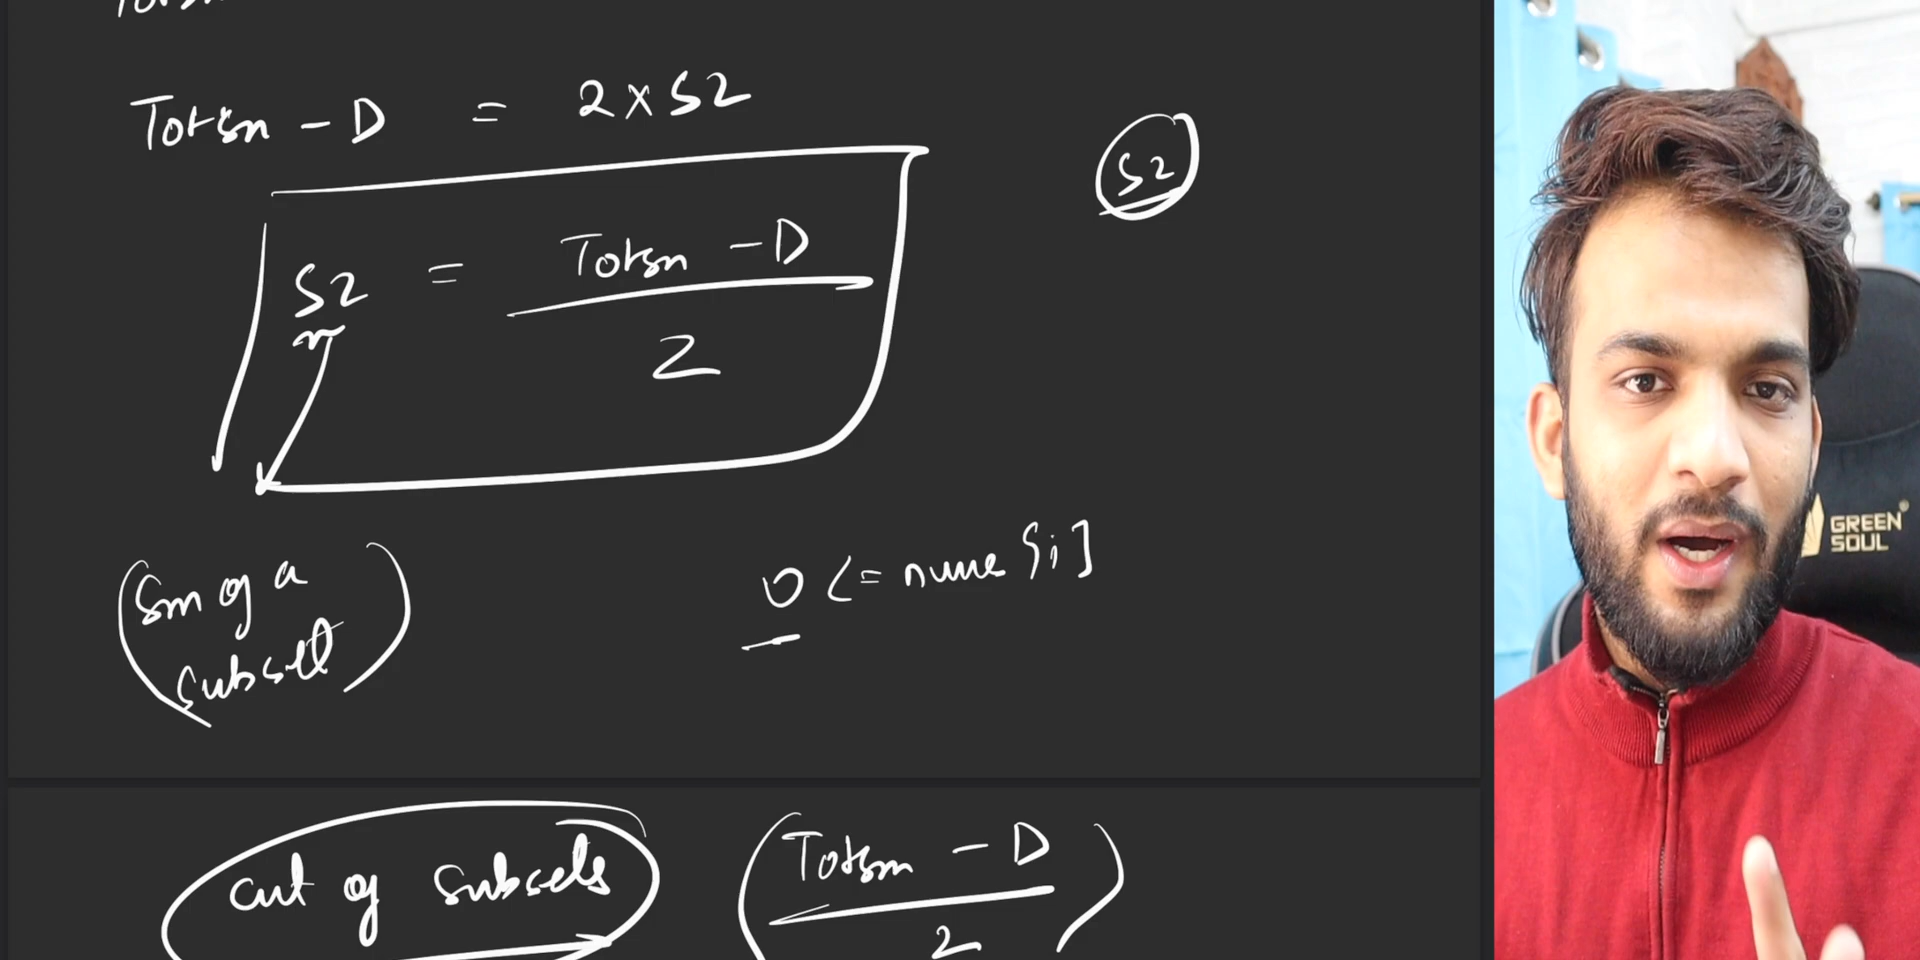 Totsm - D = 2 x S2
S2
S2 = Totsm - D
2
(Sm of a
subset)
0 <= nums[i]
cnt of subsets (Totsm - D
2 )
GREEN
SOUL